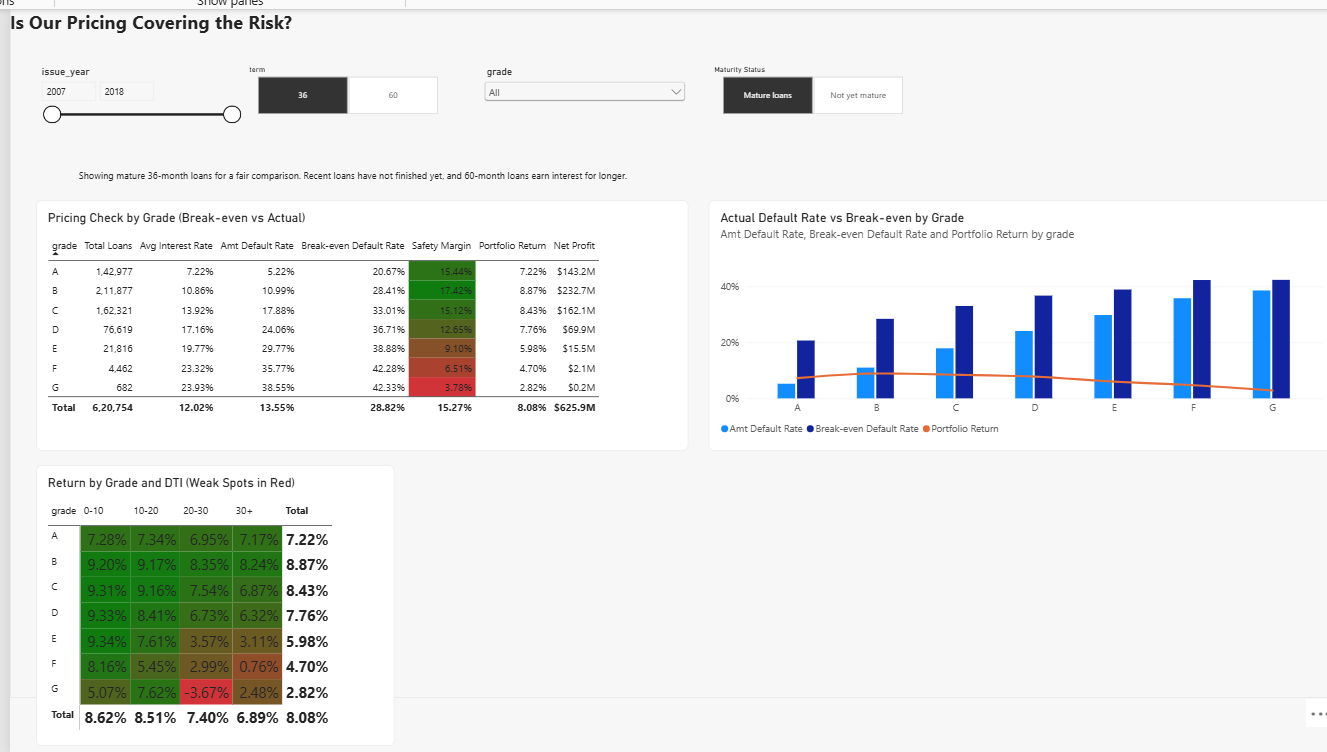 Show panes
Is Our Pricing Covering the Risk?
issue_year
2007 2018
term
36 60
grade
All
Maturity Status
Mature loans Not yet mature
Showing mature 36-month loans for a fair comparison. Recent loans have not finished yet, and 60-month loans earn interest for longer.
Pricing Check by Grade (Break-even vs Actual)
grade Total Loans Avg Interest Rate Amt Default Rate Break-even Default Rate Safety Margin Portfolio Return Net Profit
A 1,42,977 7.22% 5.22% 20.67% 15.44% 7.22% $143.2M
B 2,11,877 10.86% 10.99% 28.41% 17.42% 8.87% $232.7M
C 1,62,321 13.92% 17.88% 33.01% 15.12% 8.43% $162.1M
D 76,619 17.16% 24.06% 36.71% 12.65% 7.76% $69.9M
E 21,816 19.77% 29.77% 38.88% 9.10% 5.98% $15.5M
F 4,462 23.32% 35.77% 42.28% 6.51% 4.70% $2.1M
G 682 23.93% 38.55% 42.33% 3.78% 2.82% $0.2M
Total 6,20,754 12.02% 13.55% 28.82% 15.27% 8.08% $625.9M
Actual Default Rate vs Break-even by Grade
Amt Default Rate, Break-even Default Rate and Portfolio Return by grade
40%
20%
0%
A B C D E F G
Amt Default Rate Break-even Default Rate Portfolio Return
Return by Grade and DTI (Weak Spots in Red)
grade 0-10 10-20 20-30 30+ Total
A 7.28% 7.34% 6.95% 7.17% 7.22%
B 9.20% 9.17% 8.35% 8.24% 8.87%
C 9.31% 9.16% 7.54% 6.87% 8.43%
D 9.33% 8.41% 6.73% 6.32% 7.76%
E 9.34% 7.61% 3.57% 3.11% 5.98%
F 8.16% 5.45% 2.99% 0.76% 4.70%
G 5.07% 7.62% -3.67% 2.48% 2.82%
Total 8.62% 8.51% 7.40% 6.89% 8.08%